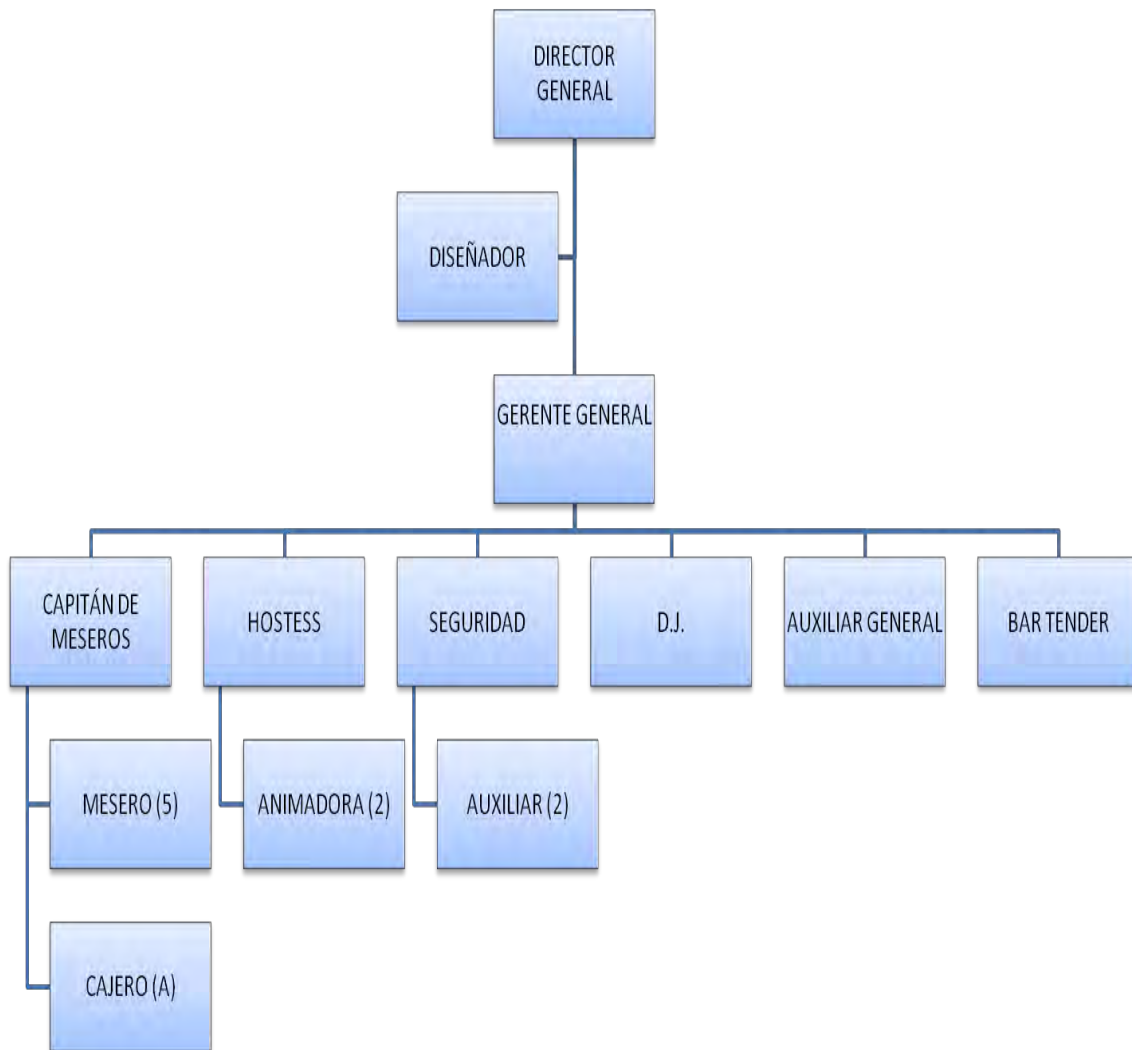 DIRECTOR
GENERAL
DISEÑADOR
GERENTE GENERAL
CAPITÁN DE
MESEROS
HOSTESS
SEGURIDAD
D.J.
AUXILIAR GENERAL
BAR TENDER
MESERO (5)
ANIMADORA (2)
AUXILIAR (2)
CAJERO (A)